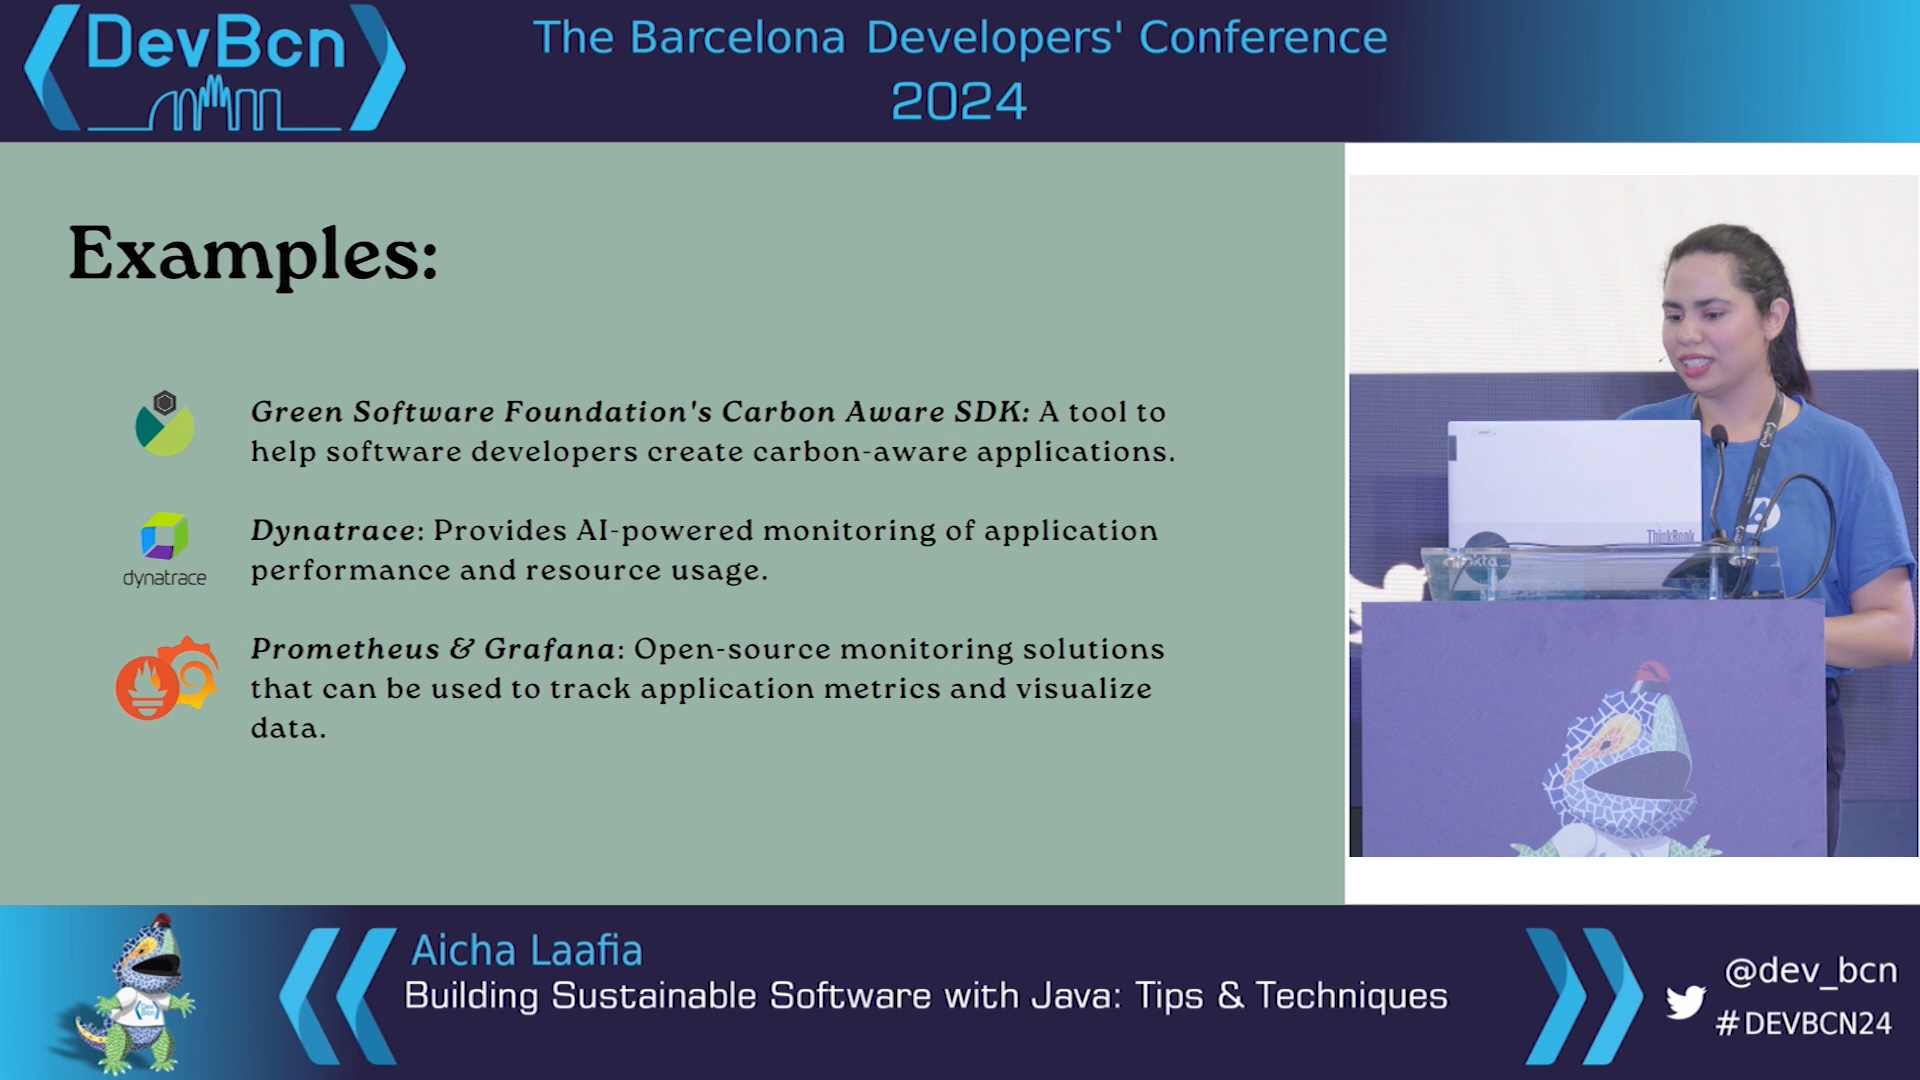 DevBcn
The Barcelona Developers' Conference
2024
Examples:
Green Software Foundation's Carbon Aware SDK: A tool to
help software developers create carbon-aware applications.
dynatrace
Dynatrace: Provides AI-powered monitoring of application
performance and resource usage.
Prometheus & Grafana: Open-source monitoring solutions
that can be used to track application metrics and visualize
data.
ThinkBook
okta
Aicha Laafia
Building Sustainable Software with Java: Tips & Techniques
@dev_bcn
#DEVBCN24